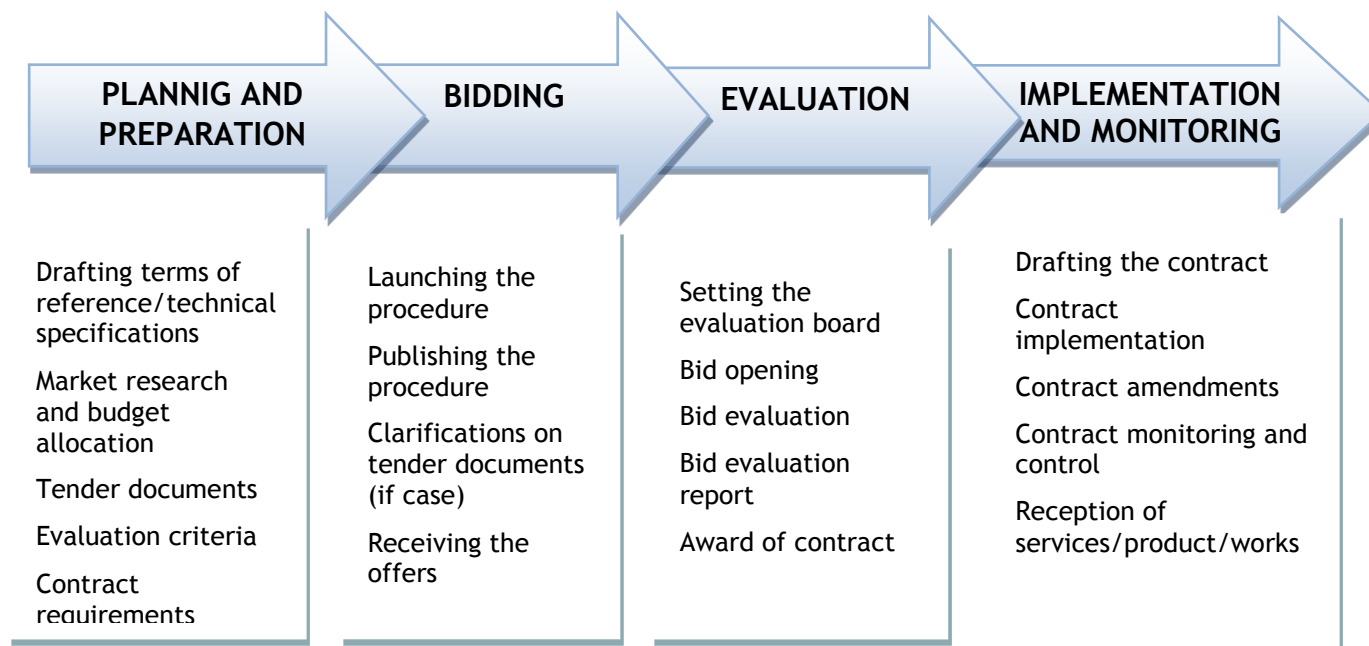 PLANNIG AND
PREPARATION
BIDDING
EVALUATION
IMPLEMENTATION
AND MONITORING
Drafting terms of
reference/technical
specifications
Market research
and budget
allocation
Tender documents
Evaluation criteria
Contract
requirements
Launching the
procedure
Publishing the
procedure
Clarifications on
tender documents
(if case)
Receiving the
offers
Setting the
evaluation board
Bid opening
Bid evaluation
Bid evaluation
report
Award of contract
Drafting the contract
Contract
implementation
Contract amendments
Contract monitoring and
control
Reception of
services/product/works